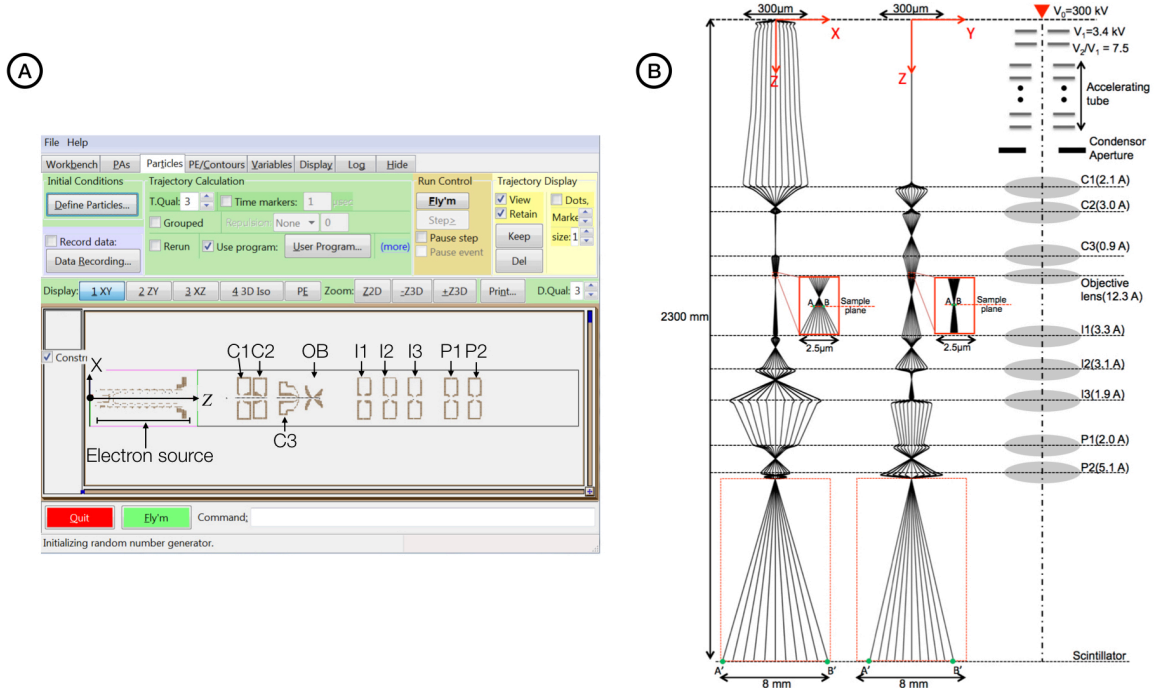 A
File Help
Workbench PAs Particles PE/Contours Variables Display Log Hide
Initial Conditions
Define Particles...
Record data:
Data Recording...
Trajectory Calculation
T.Qual: 3 Time markers: 1 usec
Grouped Repulsion: None 0
Rerun Use program: User Program... (more)
Run Control
Fly'm
Step>
Pause step
Pause event
Trajectory Display
View Dots,
Retain Marke
Keep size: 1
Del
Display: 1 XY 2 ZY 3 XZ 4 3D Iso PE Zoom: Z2D -Z3D +Z3D Print... D.Qual: 3
Constr
X
Z
C1 C2 OB I1 I2 I3 P1 P2
C3
Electron source
Quit Fly'm Command;
Initializing random number generator.
B
300µm 300µm
X Y
Z Z
V₀=300 kV
V₁=3.4 kV
V₂/V₁ = 7.5
Accelerating
tube
Condensor
Aperture
C1(2.1 A)
C2(3.0 A)
C3(0.9 A)
Objective
lens(12.3 A)
A B Sample
plane
2.5µm
A B Sample
plane
2.5µm
2300 mm
I1(3.3 A)
I2(3.1 A)
I3(1.9 A)
P1(2.0 A)
P2(5.1 A)
Scintillator
A' B' A' B'
8 mm 8 mm